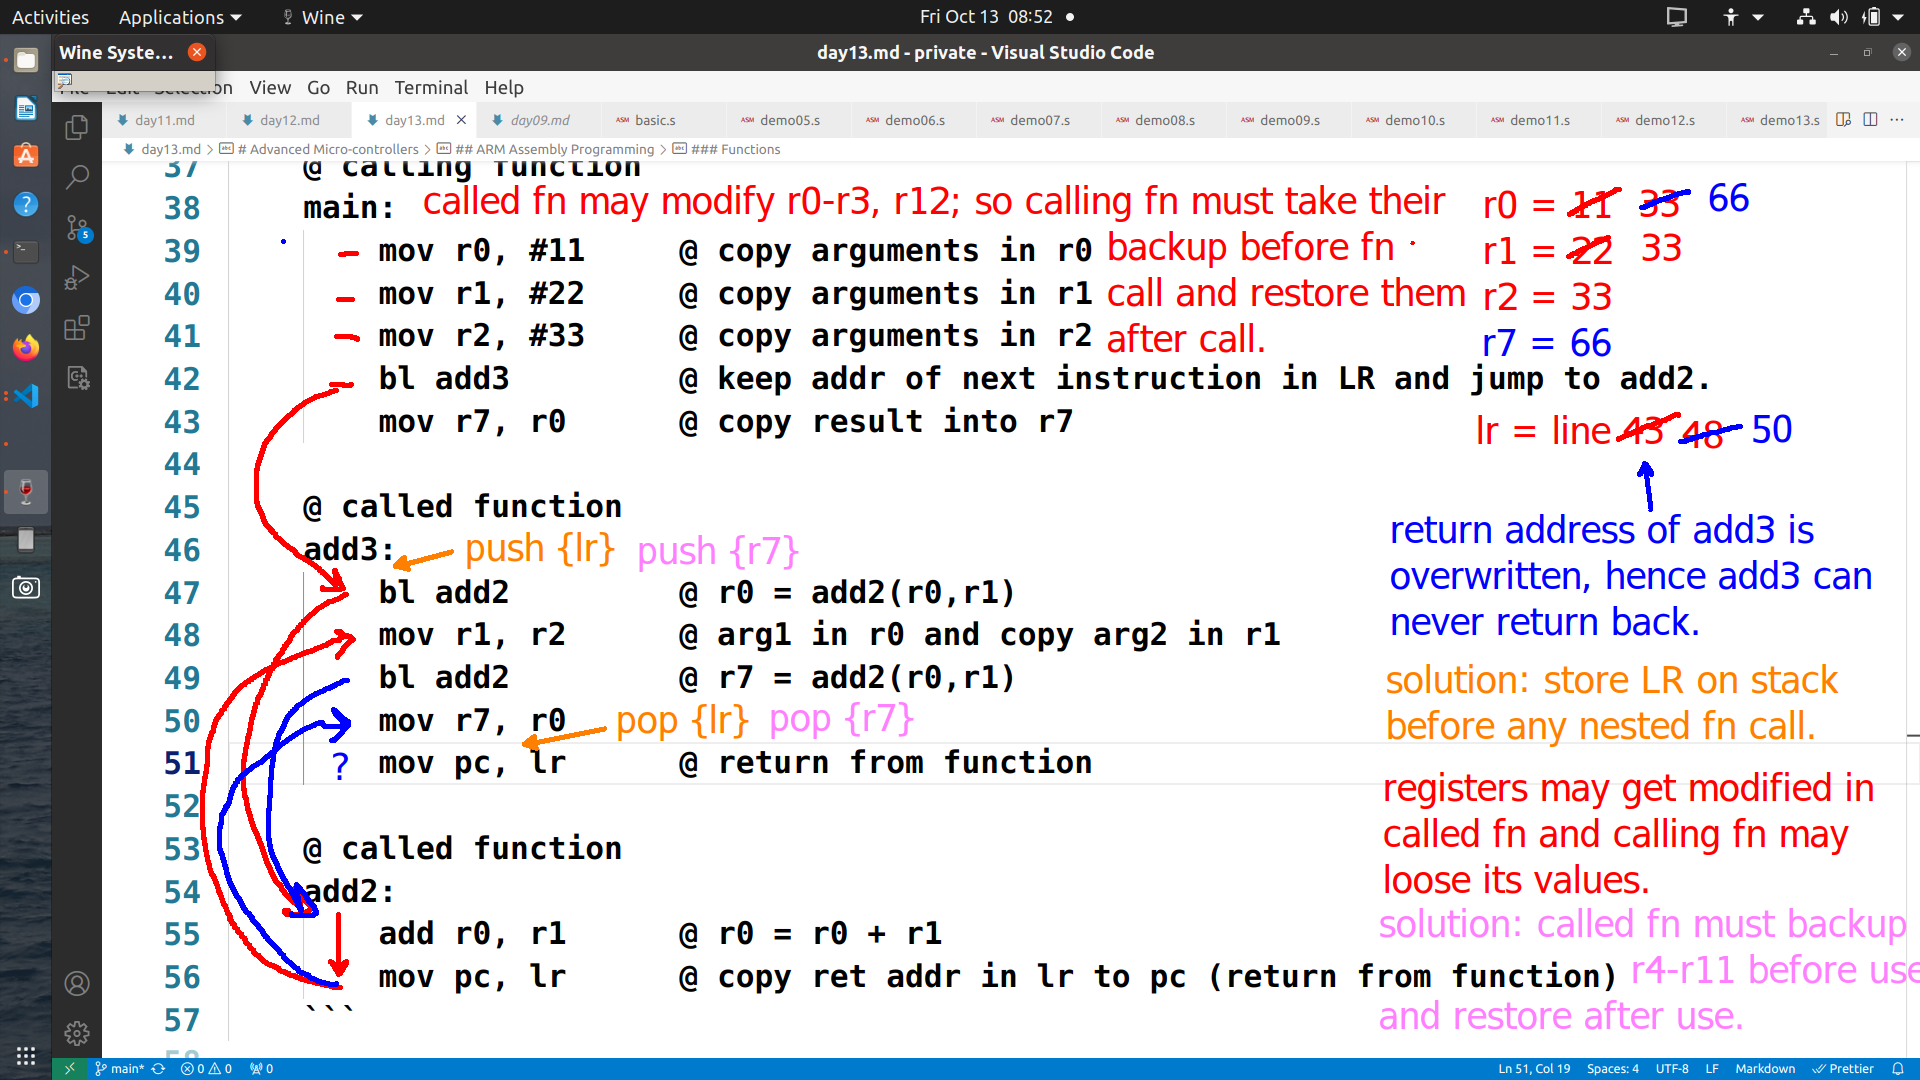 Activities Applications Wine Fri Oct 13 08:52
Wine Syste... day13.md - private - Visual Studio Code
Selection View Go Run Terminal Help
day11.md day12.md day13.md day09.md basic.s demo05.s demo06.s demo07.s demo08.s demo09.s demo10.s demo11.s demo12.s demo13.s
day13.md > # Advanced Micro-controllers > ## ARM Assembly Programming > ### Functions
37 @ calling function
38 main: called fn may modify r0-r3, r12; so calling fn must take their r0 = 11 33 66
39 mov r0, #11 @ copy arguments in r0 backup before fn r1 = 22 33
40 mov r1, #22 @ copy arguments in r1 call and restore them r2 = 33
41 mov r2, #33 @ copy arguments in r2 after call. r7 = 66
42 bl add3 @ keep addr of next instruction in LR and jump to add2.
43 mov r7, r0 @ copy result into r7 lr = line 43 48 50
44
45 @ called function
return address of add3 is
46 add3: push {lr} push {r7}
47 bl add2 @ r0 = add2(r0,r1) overwritten, hence add3 can
48 mov r1, r2 @ arg1 in r0 and copy arg2 in r1 never return back.
49 bl add2 @ r7 = add2(r0,r1) solution: store LR on stack
50 mov r7, r0 pop {lr} pop {r7} before any nested fn call.
51 ? mov pc, lr @ return from function
registers may get modified in
52
called fn and calling fn may
53 @ called function
loose its values.
54 add2:
solution: called fn must backup
55 add r0, r1 @ r0 = r0 + r1
56 mov pc, lr @ copy ret addr in lr to pc (return from function) r4-r11 before use
57 ``` and restore after use.
main* 0 0 0 Ln 51, Col 19 Spaces: 4 UTF-8 LF Markdown Prettier